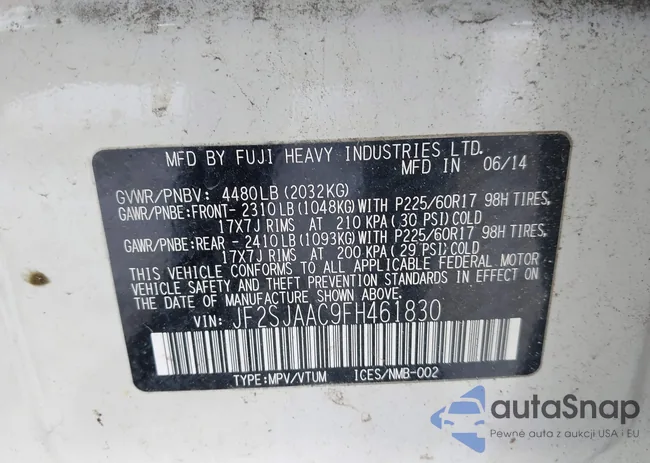 MFD BY FUJI HEAVY INDUSTRIES LTD.
MFD IN 06/14
GVWR/PNBV: 4480LB(2032KG)
GAWR/PNBE:FRONT- 2310LB(1048KG)WITH P225/60R17 98H TIRES,
17X7J RIMS AT 210 KPA(30 PSI)COLD
GAWR/PNBE:REAR - 2410LB(1093KG)WITH P225/60R17 98H TIRES,
17X7J RIMS AT 200 KPA(29 PSI)COLD
THIS VEHICLE CONFORMS TO ALL APPLICABLE FEDERAL MOTOR
VEHICLE SAFETY AND THEFT PREVENTION STANDARDS IN EFFECT ON
THE DATE OF MANUFACTURE SHOWN ABOVE.
VIN: JF2SJAAC9FH461830
TYPE:MPV/VTUM ICES/NMB-002
autaSnap
Pewne auta z aukcji USA i EU